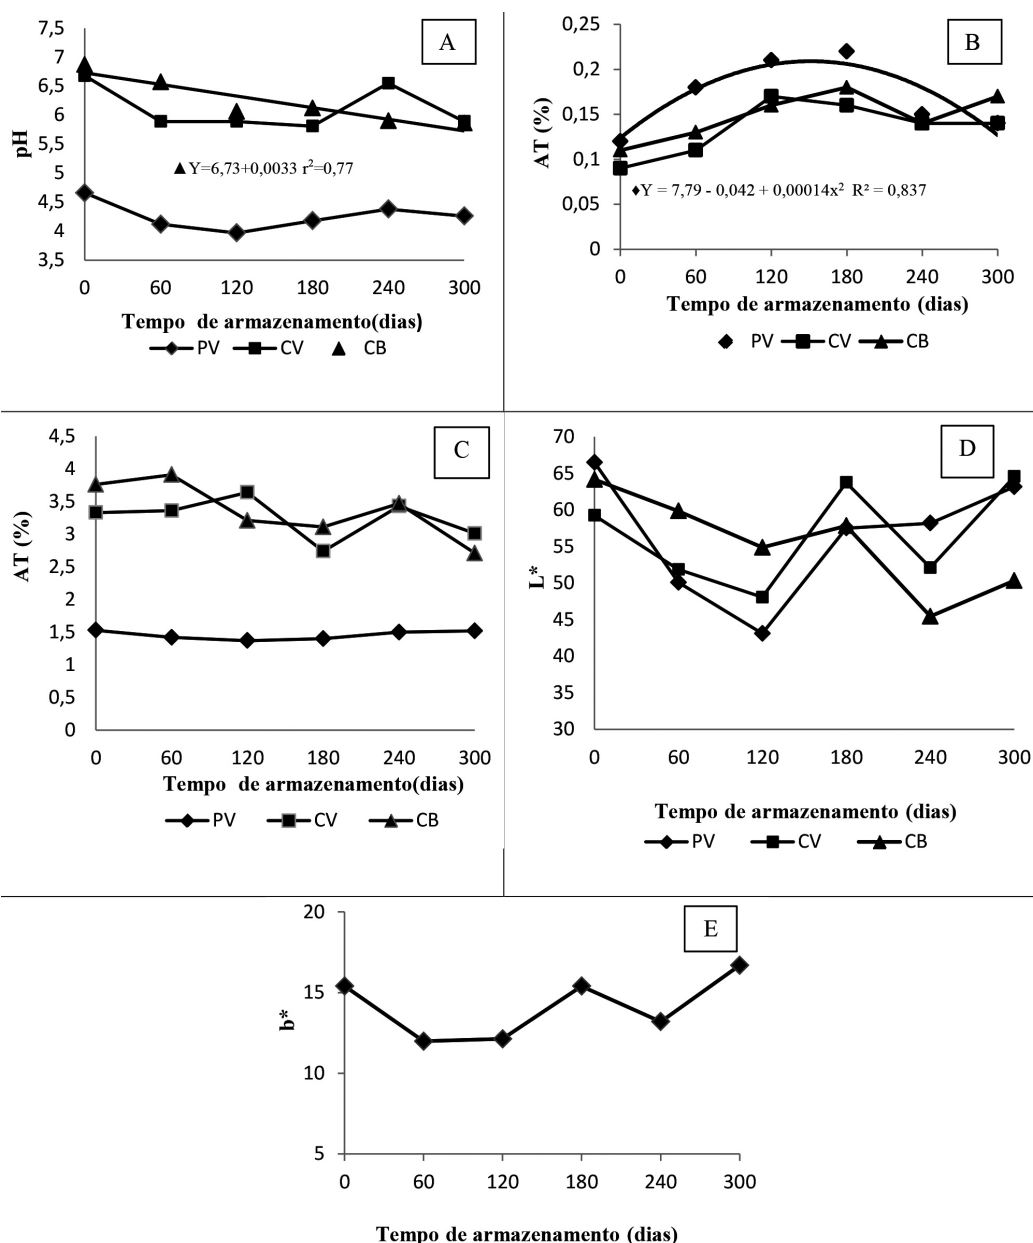 A
7,5
7
6,5
6
5,5
5
4,5
4
3,5
pH
▲Y=6,73+0,0033 r²=0,77
0 60 120 180 240 300
Tempo de armazenamento(dias)
PV CV CB
B
0,25
0,2
0,15
0,1
0,05
0
AT (%)
♦Y = 7,79 - 0,042 + 0,00014x² R² = 0,837
0 60 120 180 240 300
Tempo de armazenamento (dias)
PV CV CB
C
4,5
4
3,5
3
2,5
2
1,5
1
0,5
0
AT (%)
0 60 120 180 240 300
Tempo de armazenamento(dias)
PV CV CB
D
70
65
60
55
50
45
40
35
30
L*
0 60 120 180 240 300
Tempo de armazenamento (dias)
PV CV CB
E
20
15
10
5
b*
0 60 120 180 240 300
Tempo de armazenamento (dias)